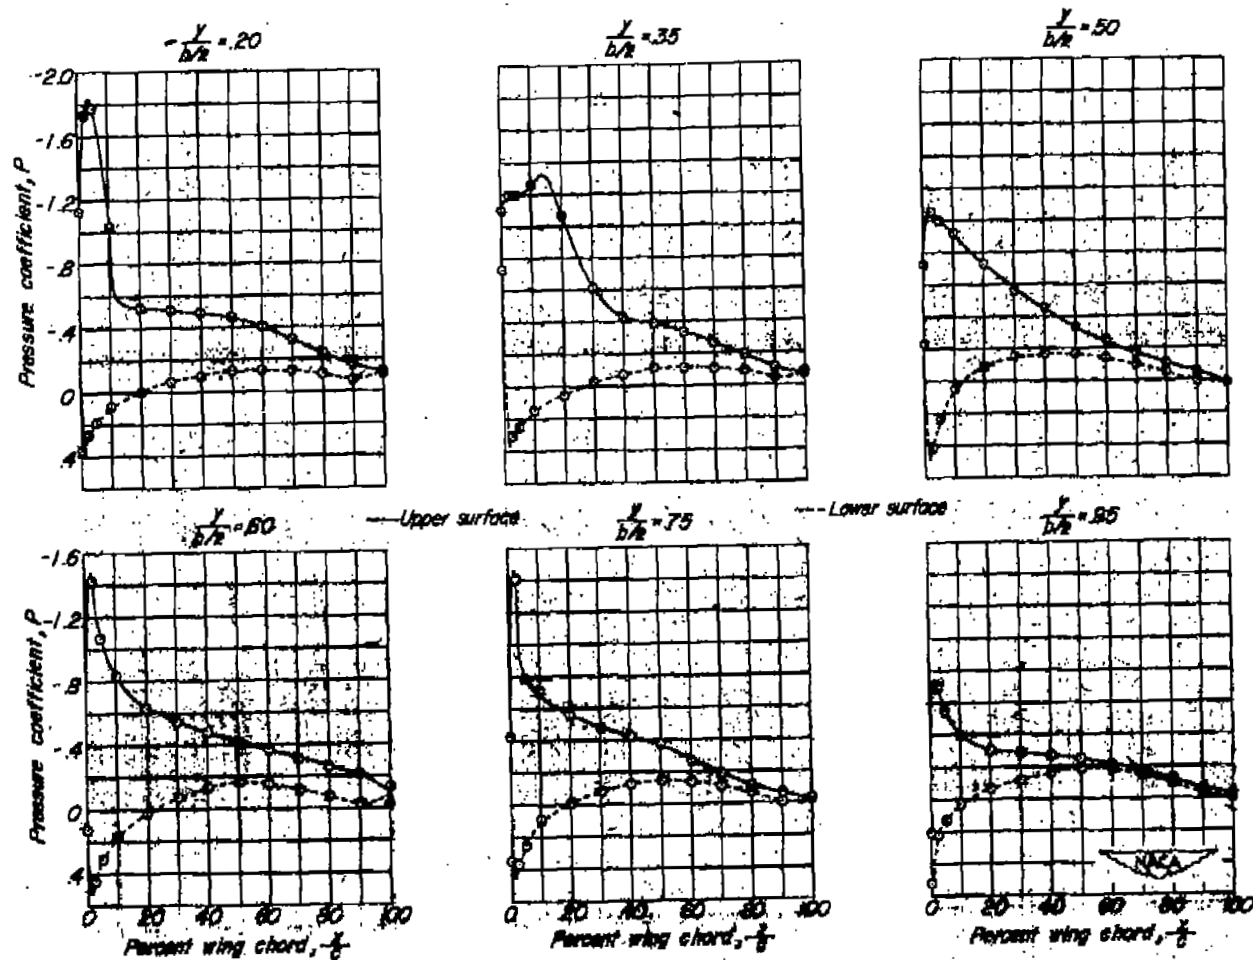 y/b/2 = .20
y/b/2 = .35
y/b/2 = .50
-2.0
-1.6
-1.2
-.8
-.4
0
.4
Pressure coefficient, P
Upper surface
Lower surface
y/b/2 = .60
y/b/2 = .75
y/b/2 = .95
-1.6
-1.2
-.8
-.4
0
.4
Pressure coefficient, P
0 20 40 60 80 100
0 20 40 60 80 100
0 20 40 60 80 100
Percent wing chord, x/c
Percent wing chord, x/c
Percent wing chord, x/c
NACA